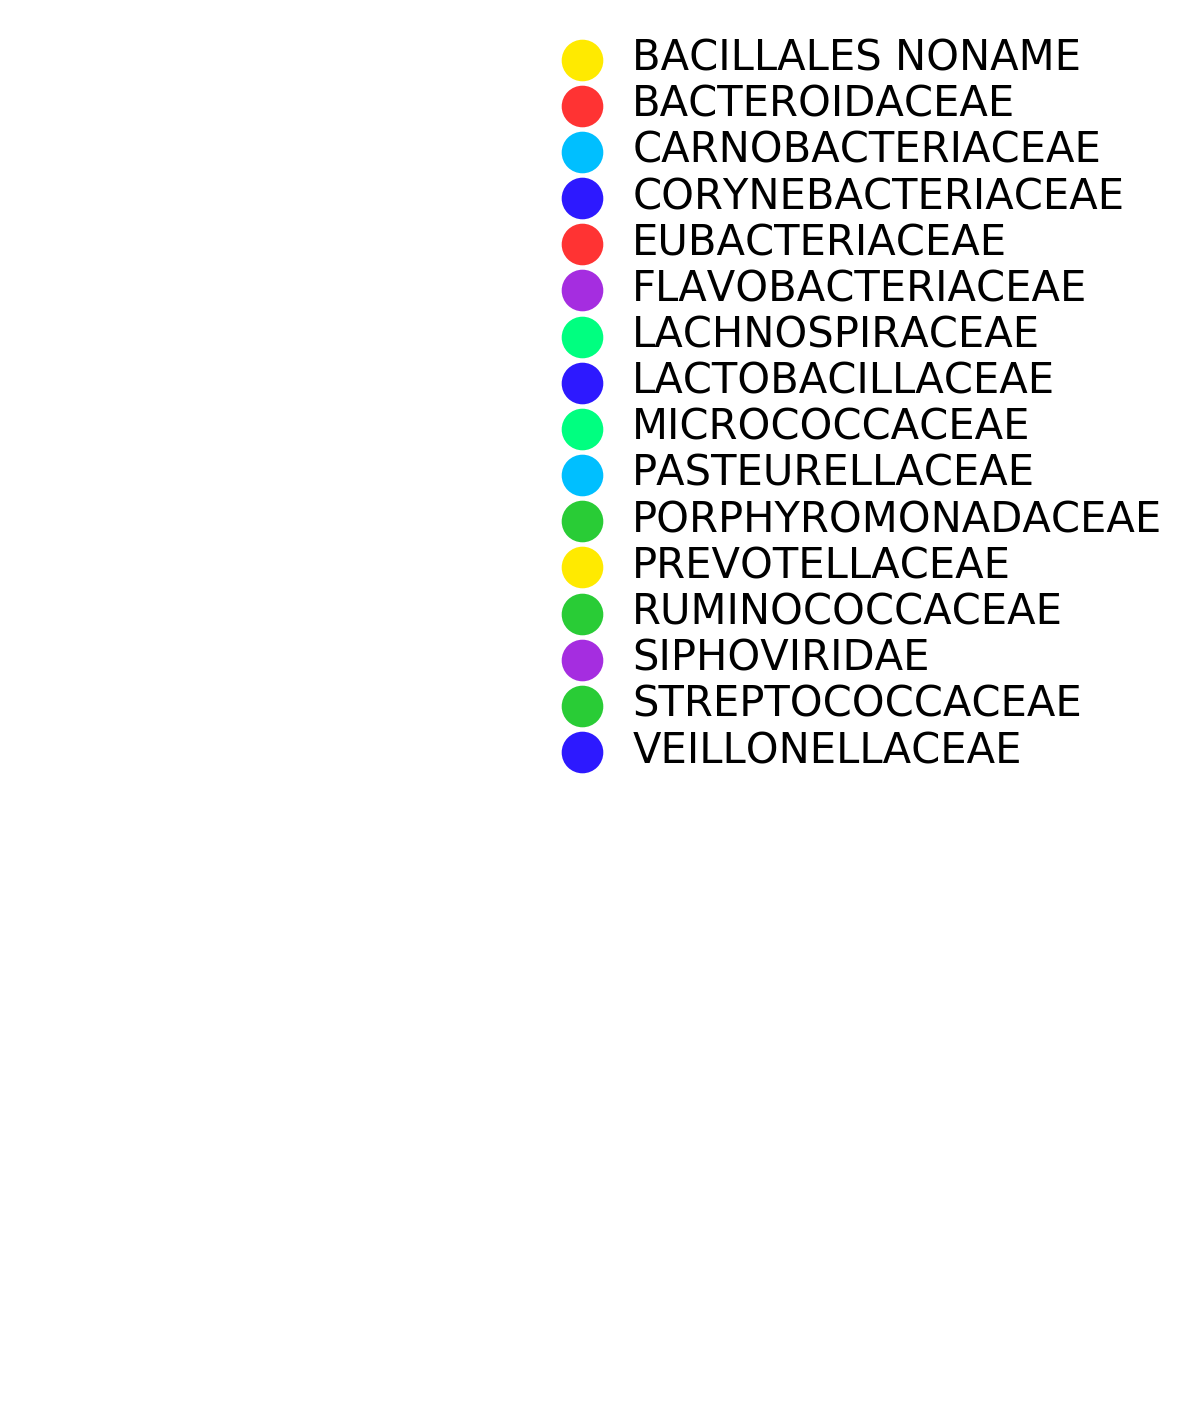 BACILLALES NONAME
BACTEROIDACEAE
CARNOBACTERIACEAE
CORYNEBACTERIACEAE
EUBACTERIACEAE
FLAVOBACTERIACEAE
LACHNOSPIRACEAE
LACTOBACILLACEAE
MICROCOCCACEAE
PASTEURELLACEAE
PORPHYROMONADACEAE
PREVOTELLACEAE
RUMINOCOCCACEAE
SIPHOVIRIDAE
STREPTOCOCCACEAE
VEILLONELLACEAE